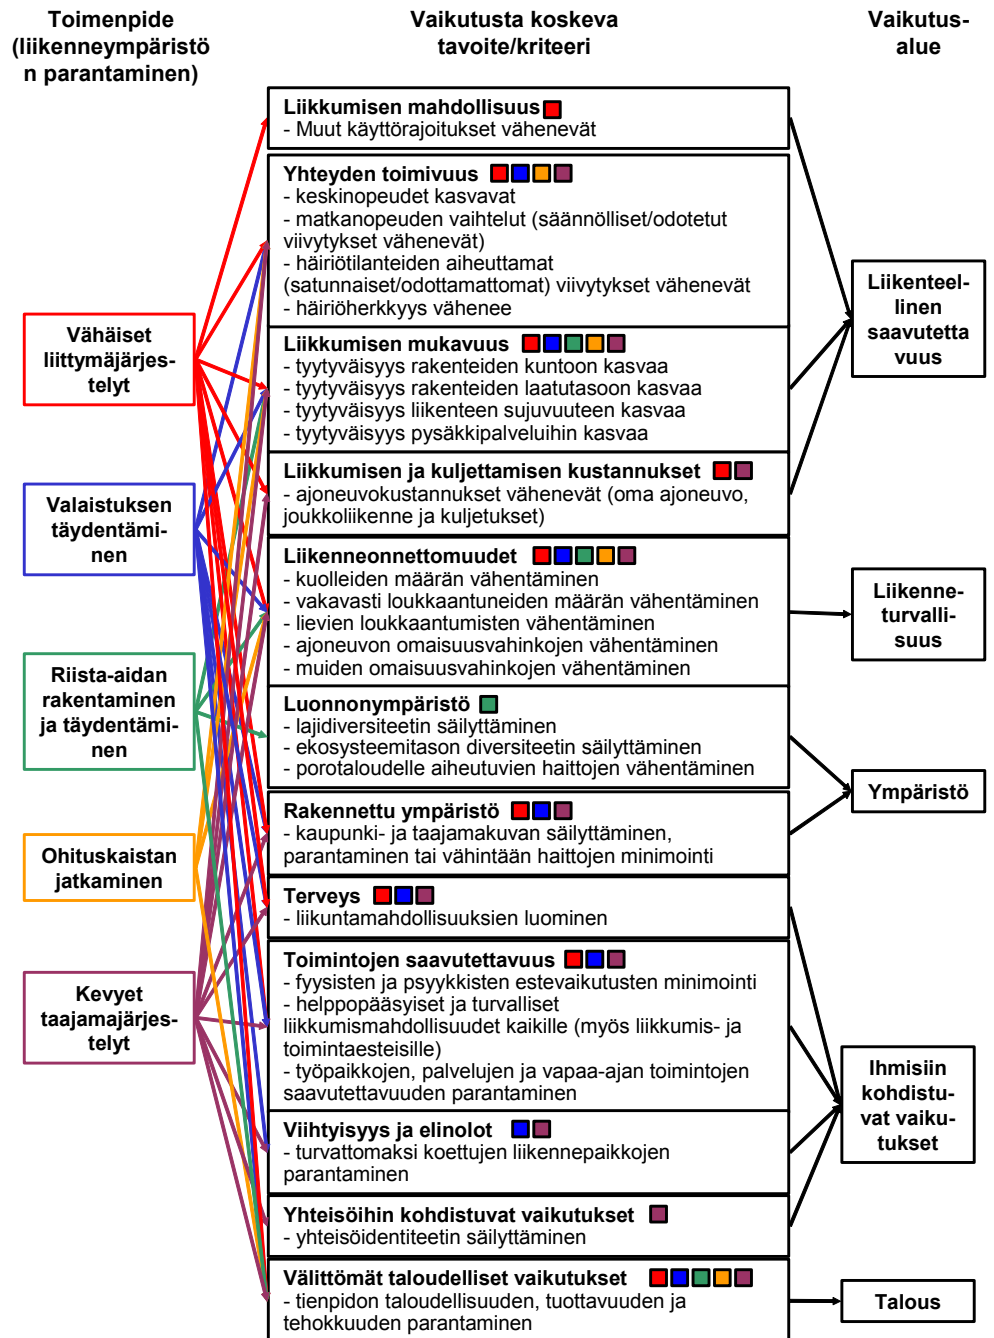 Toimenpide
(liikenneympäristö
n parantaminen)
Vaikutusta koskeva
tavoite/kriteeri
Vaikutus-
alue
Vähäiset
liittymäjärjes-
telyt
Valaistuksen
täydentämi-
nen
Riista-aidan
rakentaminen
ja täydentämi-
nen
Ohituskaistan
jatkaminen
Kevyet
taajamajärjes-
telyt
Liikkumisen mahdollisuus
- Muut käyttörajoitukset vähenevät
Yhteyden toimivuus
- keskinopeudet kasvavat
- matkanopeuden vaihtelut (säännölliset/odotetut
viivytykset vähenevät)
- häiriötilanteiden aiheuttamat
(satunnaiset/odottamattomat) viivytykset vähenevät
- häiriöherkkyys vähenee
Liikkumisen mukavuus
- tyytyväisyys rakenteiden kuntoon kasvaa
- tyytyväisyys rakenteiden laatutasoon kasvaa
- tyytyväisyys liikenteen sujuvuuteen kasvaa
- tyytyväisyys pysäkkipalveluihin kasvaa
Liikkumisen ja kuljettamisen kustannukset
- ajoneuvokustannukset vähenevät (oma ajoneuvo,
joukkoliikenne ja kuljetukset)
Liikenneonnettomuudet
- kuolleiden määrän vähentäminen
- vakavasti loukkaantuneiden määrän vähentäminen
- lievien loukkaantumisten vähentäminen
- ajoneuvon omaisuusvahinkojen vähentäminen
- muiden omaisuusvahinkojen vähentäminen
Luonnonympäristö
- lajidiversiteetin säilyttäminen
- ekosysteemitason diversiteetin säilyttäminen
- porotaloudelle aiheutuvien haittojen vähentäminen
Rakennettu ympäristö
- kaupunki- ja taajamakuvan säilyttäminen,
parantaminen tai vähintään haittojen minimointi
Terveys
- liikuntamahdollisuuksien luominen
Toimintojen saavutettavuus
- fyysisten ja psyykkisten estevaikutusten minimointi
- helppopääsyiset ja turvalliset
liikkumismahdollisuudet kaikille (myös liikkumis- ja
toimintaesteisille)
- työpaikkojen, palvelujen ja vapaa-ajan toimintojen
saavutettavuuden parantaminen
Viihtyisyys ja elinolot
- turvattomaksi koettujen liikennepaikkojen
parantaminen
Yhteisöihin kohdistuvat vaikutukset
- yhteisöidentiteetin säilyttäminen
Välittömät taloudelliset vaikutukset
- tienpidon taloudellisuuden, tuottavuuden ja
tehokkuuden parantaminen
Liikenteel-
linen
saavutetta
vuus
Liikenne-
turvalli-
suus
Ympäristö
Ihmisiin
kohdistu-
vat vaiku-
tukset
Talous